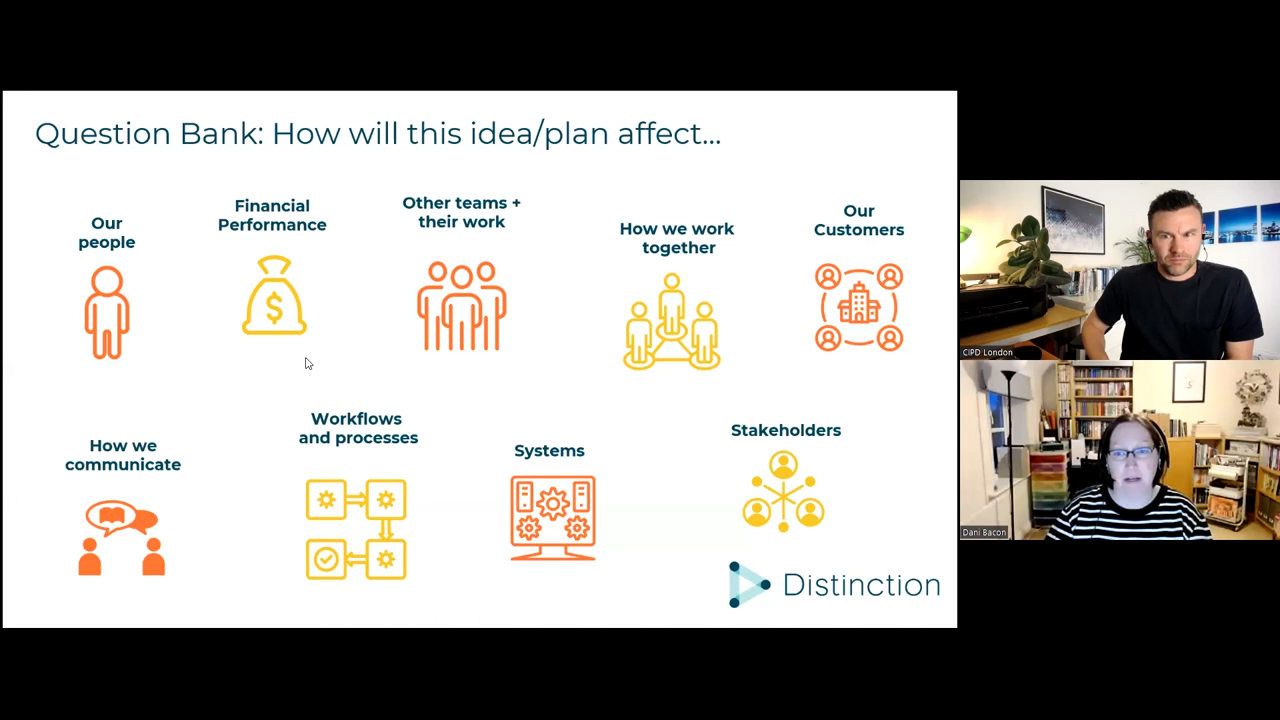 Question Bank: How will this idea/plan affect...
Our
people
Financial
Performance
Other teams +
their work
How we work
together
Our
Customers
How we
communicate
Workflows
and processes
Systems
Stakeholders
$
Distinction
CIPD London
Dani Bacon